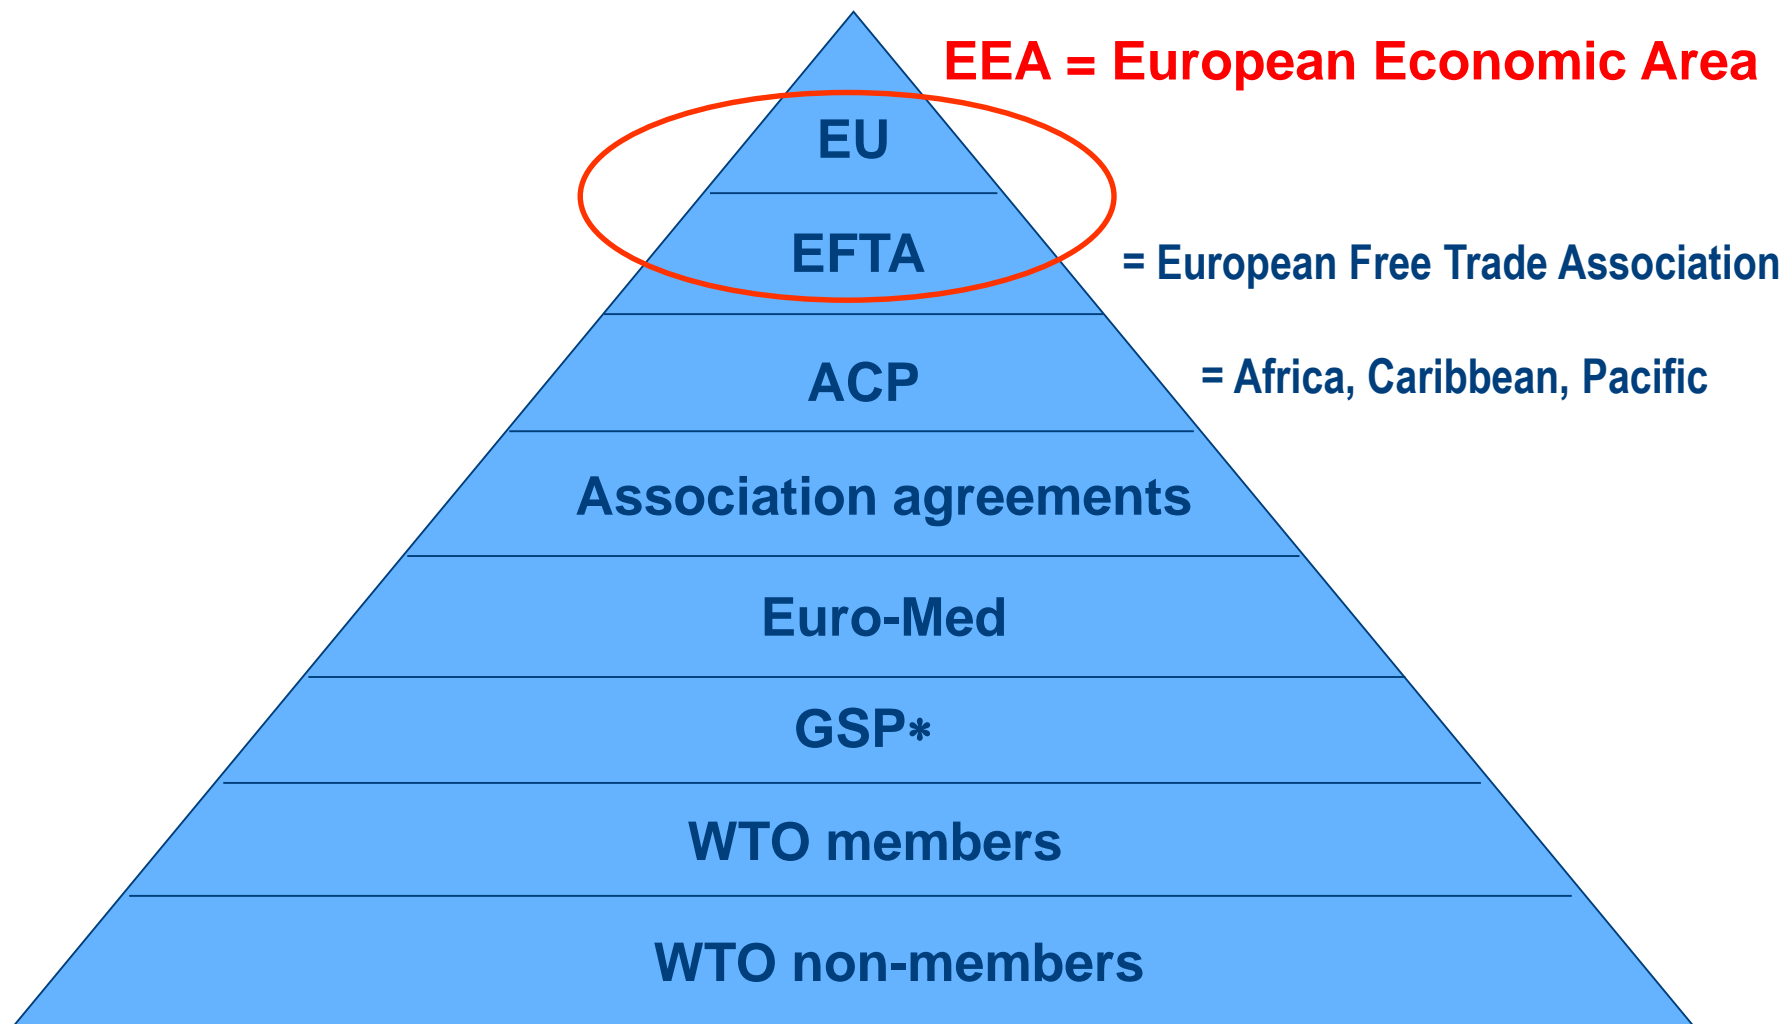 EEA = European Economic Area
EU
EFTA
= European Free Trade Association
ACP
= Africa, Caribbean, Pacific
Association agreements
Euro-Med
GSP*
WTO members
WTO non-members